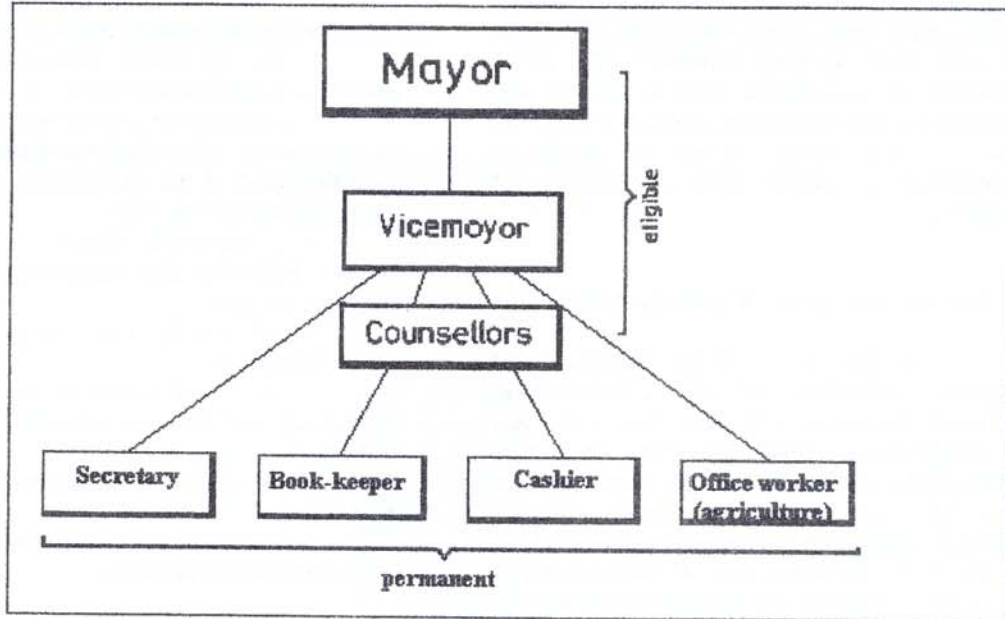 Mayor
eligible
Vicemoyor
Counsellors
Secretary
Book-keeper
Cashier
Office worker
(agriculture)
permanent